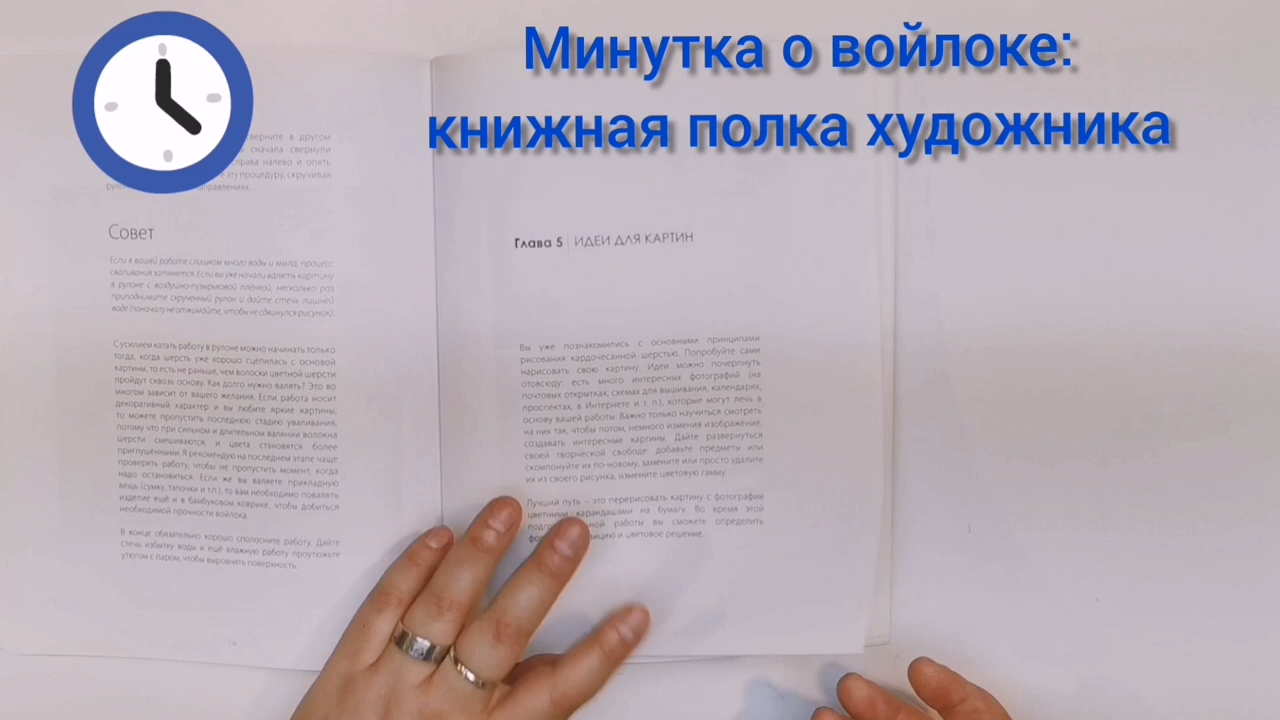 Минутка о войлоке:
книжная полка художника
сверните в другом
сначала свернули
справа налево и опять
эту процедуру, скручивая
направлениях.
Совет
Если в вашей работе слишком много воды и мыла, процесс
сваливания затянется. Если вы уже начали валять картину
в рулоне с воздушно-пузырьковой плёнкой, несколько раз
приподнимите скрученный рулон и дайте стечь лишней
воде (поначалу не отжимайте, чтобы не сдвинулся рисунок).
С усилием катать работу в рулоне можно начинать только
тогда, когда шерсть уже хорошо сцепилась с основой
картины, то есть не раньше, чем волоски цветной шерсти
пройдут сквозь основу. Как долго нужно валять? Это во
многом зависит от вашего желания. Если работа носит
декоративный характер и вы любите яркие картины,
то можете пропустить последнюю стадию уваливания,
потому что при сильном и длительном валянии волокна
шерсти смешиваются, и цвета становятся более
приглушёнными. Я рекомендую на последнем этапе чаще
проверять работу, чтобы не пропустить момент, когда
надо остановиться. Если же вы валяете прикладную
вещь (сумку, тапочки и т.п.), то вам необходимо повалять
изделие ещё и в бамбуковом коврике, чтобы добиться
необходимой прочности войлока.
В конце обязательно хорошо сполосните работу. Дайте
стечь избытку воды и ещё влажную работу проутюжьте
утюгом с паром, чтобы выровнять поверхность.
Глава 5 ИДЕИ ДЛЯ КАРТИН
Вы уже познакомились с основными принципами
рисования кардочесанной шерстью. Попробуйте сами
нарисовать свою картину. Идеи можно почерпнуть
отовсюду: есть много интересных фотографий (на
почтовых открытках, схемах для вышивания, календарях,
проспектах, в Интернете и т. п.), которые могут лечь в
основу вашей работы. Важно только научиться смотреть
на них так, чтобы потом, немного изменив изображение,
создавать интересные картины. Дайте развернуться
своей творческой свободе: добавьте предметы или
скомпонуйте их по-новому, замените или просто удалите
их из своего рисунка, измените цветовую гамму.
Лучший путь – это перерисовать картину с фотографии
цветными карандашами на бумагу. Во время этой
работы вы сможете определить
и цветовое решение.